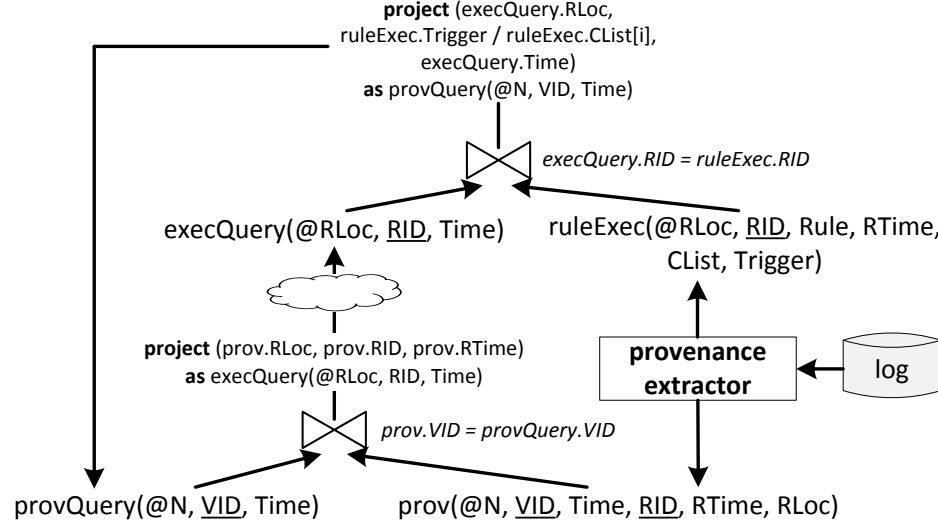 project (execQuery.RLoc,
ruleExec.Trigger / ruleExec.CList[i],
execQuery.Time)
as provQuery(@N, VID, Time)
execQuery.RID = ruleExec.RID
execQuery(@RLoc, RID, Time)
ruleExec(@RLoc, RID, Rule, RTime,
CList, Trigger)
project (prov.RLoc, prov.RID, prov.RTime)
as execQuery(@RLoc, RID, Time)
provenance
extractor
log
prov.VID = provQuery.VID
provQuery(@N, VID, Time)
prov(@N, VID, Time, RID, RTime, RLoc)